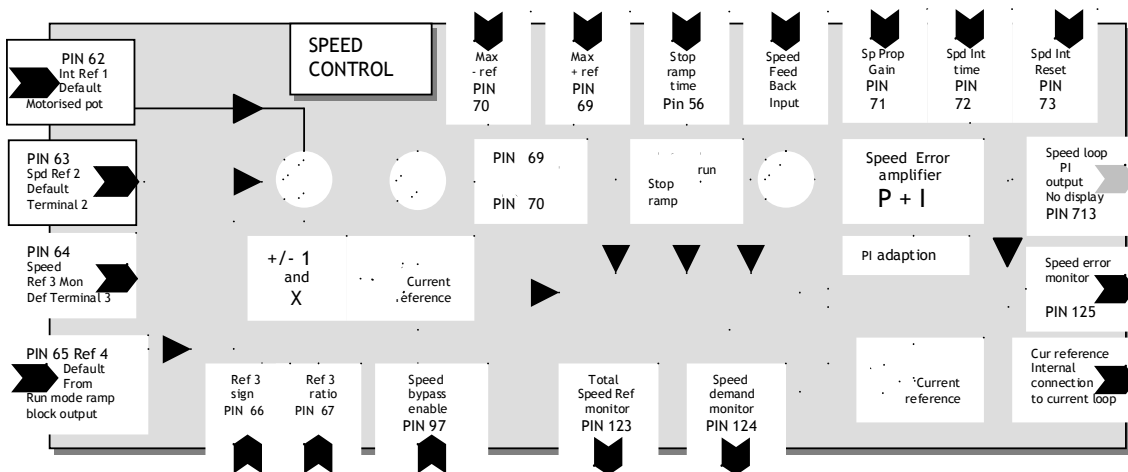 SPEED
CONTROL
PIN 62
Int Ref 1
Default
Motorised pot
PIN 63
Spd Ref 2
Default
Terminal 2
PIN 64
Speed
Ref 3 Mon
Def Terminal 3
PIN 65 Ref 4
Default
From
Run mode ramp
block output
Max
- ref
PIN
70
Max
+ ref
PIN
69
Stop
ramp
time
Pin 56
Speed
Feed
Back
Input
Sp Prop
Gain
PIN
71
Spd Int
time
PIN
72
Spd Int
Reset
PIN
73
PIN 69
PIN 70
run
Stop
ramp
Speed Error
amplifier
P + I
PI adaption
Speed loop
PI
output
No display
PIN 713
Speed error
monitor
PIN 125
Cur reference
Internal
connection
to current loop
+/- 1
and
X
Current
reference
Ref 3
sign
PIN 66
Ref 3
ratio
PIN 67
Speed
bypass
enable
PIN 97
Total
Speed Ref
monitor
PIN 123
Speed
demand
monitor
PIN 124
Current
reference